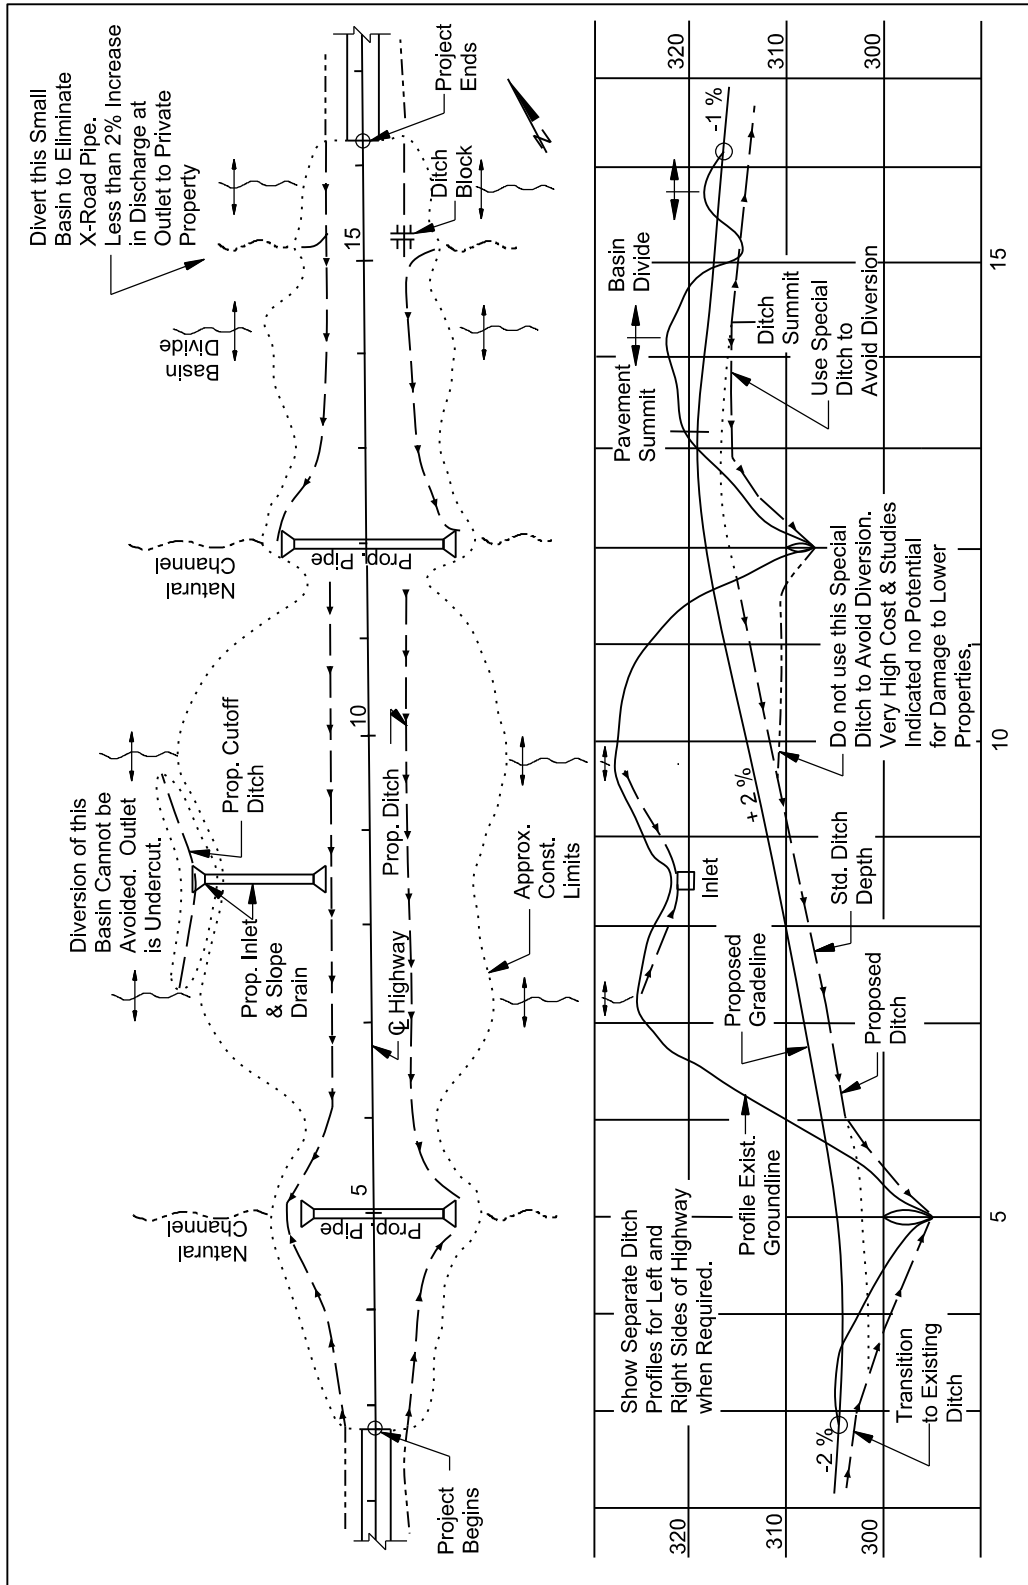 Divert this Small
Basin to Eliminate
X-Road Pipe.
Less than 2% Increase
in Discharge at
Outlet to Private
Property
Project
Ends
Ditch
Block
N
15
Basin
Divide
Natural
Channel
Prop. Pipe
Diversion of this
Basin Cannot be
Avoided. Outlet
is Undercut.
Prop. Cutoff
Ditch
Prop. Inlet
& Slope
Drain
10
Prop. Ditch
Approx.
Const.
Limits
℄ Highway
Natural
Channel
5
Prop. Pipe
Project
Begins
320
310
300
-1 %
15
Basin
Divide
Ditch
Summit
Use Special
Ditch to
Avoid Diversion
Pavement
Summit
Do not use this Special
Ditch to Avoid Diversion.
Very High Cost & Studies
Indicated no Potential
for Damage to Lower
Properties.
10
+ 2 %
Inlet
Std. Ditch
Depth
Proposed
Gradeline
Proposed
Ditch
Profile Exist.
Groundline
5
Show Separate Ditch
Profiles for Left and
Right Sides of Highway
when Required.
Transition
to Existing
Ditch
-2 %
320
310
300